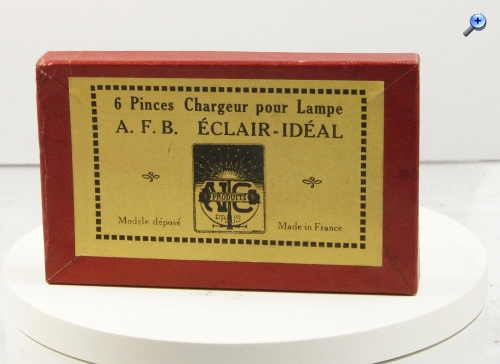 6 Pinces Chargeur pour Lampe
A. F. B. ÉCLAIR-IDÉAL
PRODUITS
PARIS
Modèle déposé
Made in France